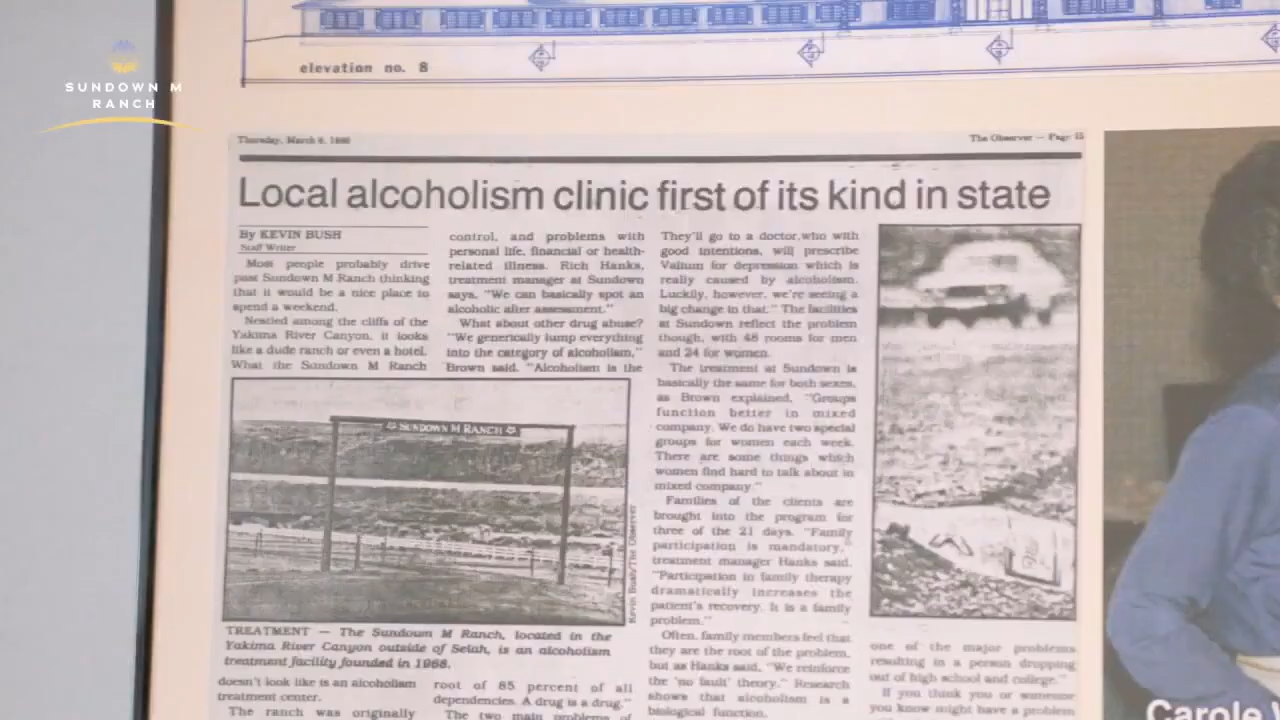 SUNDOWN M
RANCH
elevation no. 8
Thursday, March 6, 1986
The Observer — Page 15
Local alcoholism clinic first of its kind in state
By KEVIN BUSH
Staff Writer
Most people probably drive
past Sundown M Ranch thinking
that it would be a nice place to
spend a weekend.
Nestled among the cliffs of the
Yakima River Canyon, it looks
like a dude ranch or even a hotel.
What the Sundown M Ranch
SUNDOWN M RANCH
Kevin Bush/The Observer
TREATMENT — The Sundown M Ranch, located in the
Yakima River Canyon outside of Selah, is an alcoholism
treatment facility founded in 1968.
doesn't look like is an alcoholism
treatment center.
The ranch was originally
control, and problems with
personal life, financial or health-
related illness. Rich Hanks,
treatment manager at Sundown
says, "We can basically spot an
alcoholic after assessment."
What about other drug abuse?
"We generically lump everything
into the category of alcoholism,"
Brown said. "Alcoholism is the
root of 85 percent of all
dependencies. A drug is a drug."
The two main problems of
They'll go to a doctor,who with
good intentions, will prescribe
Valium for depression which is
really caused by alcoholism.
Luckily, however, we're seeing a
big change to that." The facilities
at Sundown reflect the problem
though, with 48 rooms for men
and 24 for women.
The treatment at Sundown is
basically the same for both sexes,
as Brown explained, "Groups
function better in mixed
company. We do have two special
groups for women each week.
There are some things which
women find hard to talk about in
mixed company."
Families of the clients are
brought into the program for
three of the 21 days. "Family
participation is mandatory,"
treatment manager Hanks said.
"Participation in family therapy
dramatically increases the
patient's recovery. It is a family
problem."
Often, family members feel that
they are the root of the problem,
but as Hanks said, "We reinforce
the 'no fault' theory." Research
shows that alcoholism is a
biological function.
one of the major problems
resulting in a person dropping
out of high school and college."
If you think you or someone
you know might have a problem
Carole